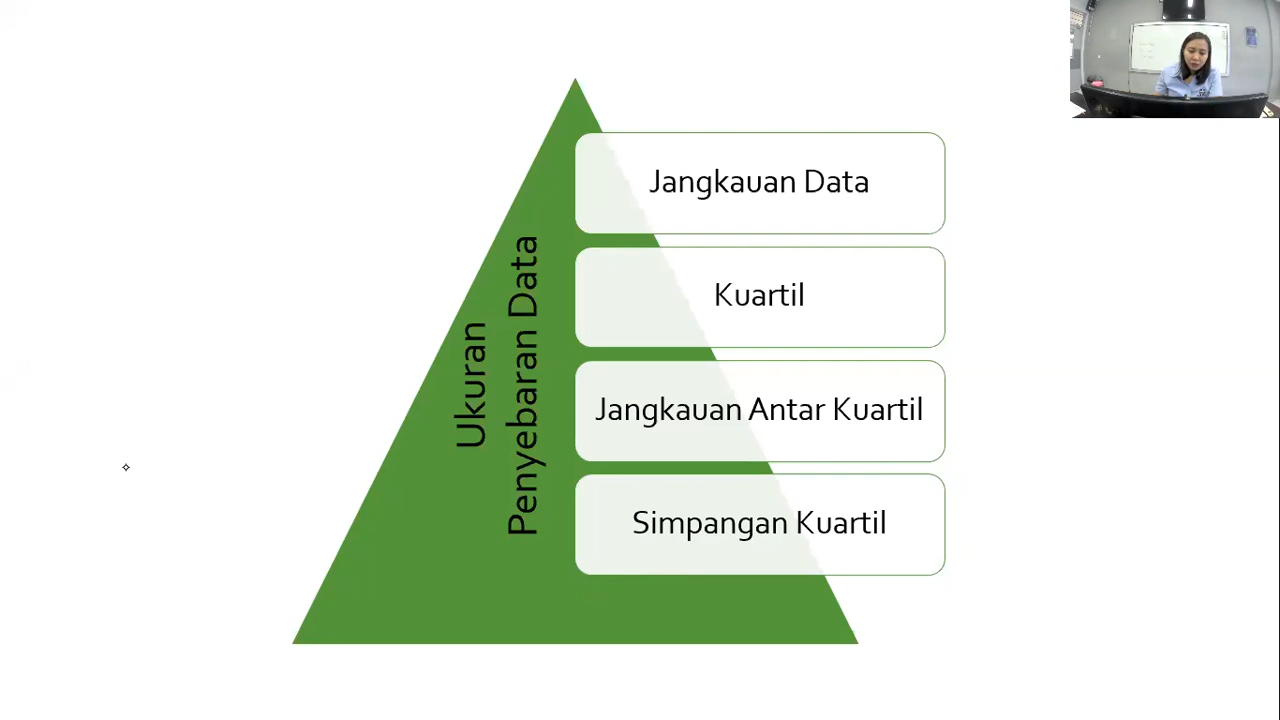 Ukuran
Penyebaran Data
Jangkauan Data
Kuartil
Jangkauan Antar Kuartil
Simpangan Kuartil